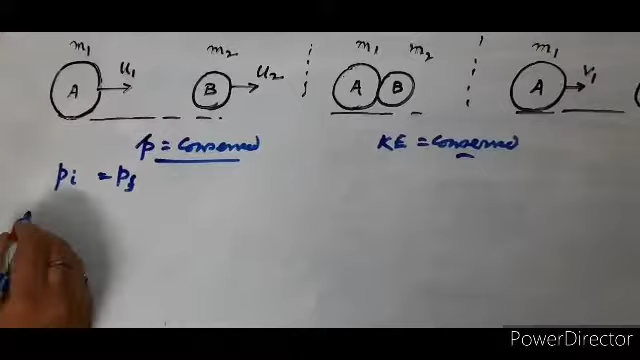 m₁ m₂ m₁ m₂ m₁
A u₁ B u₂ A B A v₁
p = conserved KE = conserved
pi = pf
PowerDirector